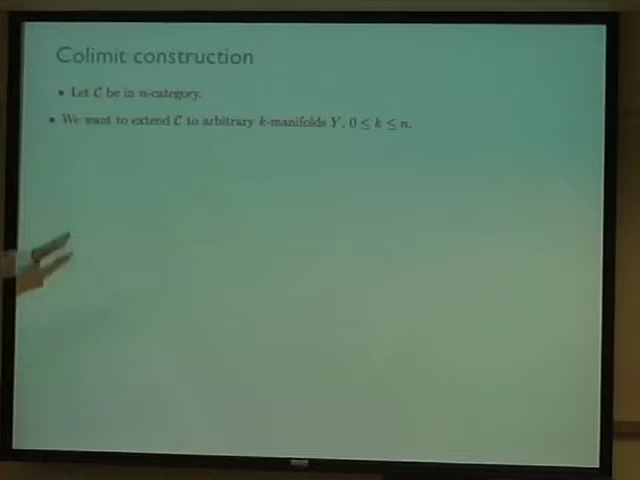 Colimit construction
• Let C be in n-category.
• We want to extend C to arbitrary k-manifolds Y, 0 ≤ k ≤ n.